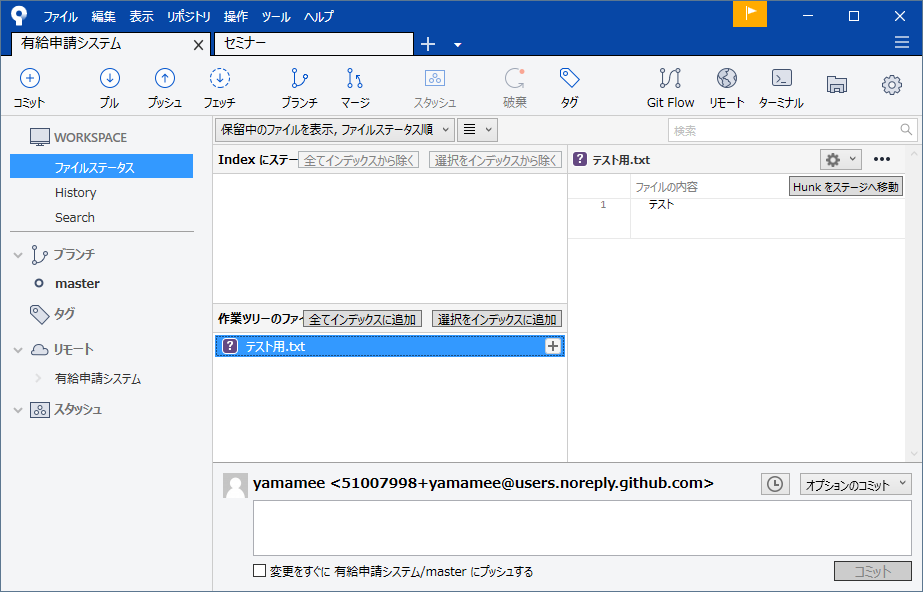 ファイル 編集 表示 リポジトリ 操作 ツール ヘルプ
有給申請システム セミナー
コミット プル プッシュ フェッチ ブランチ マージ スタッシュ 破棄 タグ Git Flow リモート ターミナル
WORKSPACE
ファイルステータス
History
Search
ブランチ
master
タグ
リモート
有給申請システム
スタッシュ
保留中のファイルを表示, ファイルステータス順
検索
Index にステー 全てインデックスから除く 選択をインデックスから除く
作業ツリーのファイ 全てインデックスに追加 選択をインデックスに追加
テスト用.txt
テスト用.txt
ファイルの内容 Hunk をステージへ移動
1 テスト
yamamee <51007998+yamamee@users.noreply.github.com>
オプションのコミット
変更をすぐに 有給申請システム/master にプッシュする
コミット